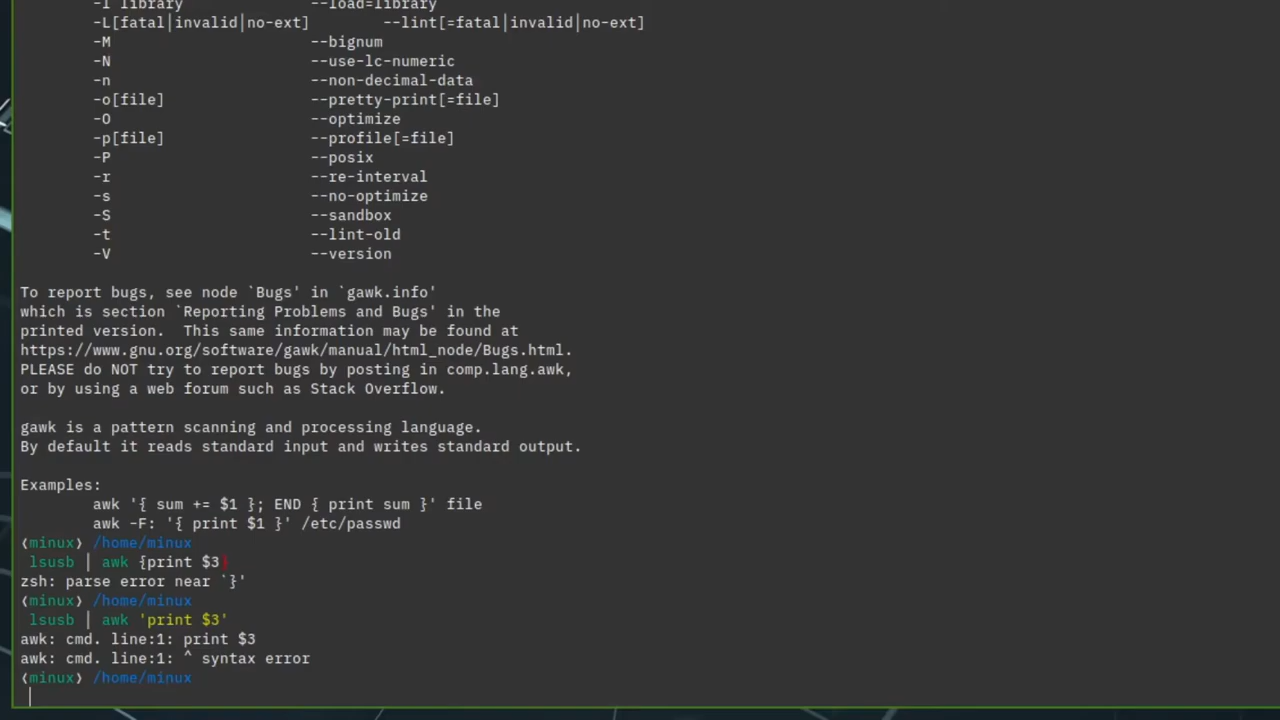 -l library --load=library
-L[fatal|invalid|no-ext] --lint[=fatal|invalid|no-ext]
-M --bignum
-N --use-lc-numeric
-n --non-decimal-data
-o[file] --pretty-print[=file]
-O --optimize
-p[file] --profile[=file]
-P --posix
-r --re-interval
-s --no-optimize
-S --sandbox
-t --lint-old
-V --version
To report bugs, see node `Bugs' in `gawk.info'
which is section `Reporting Problems and Bugs' in the
printed version.  This same information may be found at
https://www.gnu.org/software/gawk/manual/html_node/Bugs.html.
PLEASE do NOT try to report bugs by posting in comp.lang.awk,
or by using a web forum such as Stack Overflow.
gawk is a pattern scanning and processing language.
By default it reads standard input and writes standard output.
Examples:
awk '{ sum += $1 }; END { print sum }' file
awk -F: '{ print $1 }' /etc/passwd
(minux) /home/minux
lsusb | awk {print $3}
zsh: parse error near `}'
(minux) /home/minux
lsusb | awk 'print $3'
awk: cmd. line:1: print $3
awk: cmd. line:1: ^ syntax error
(minux) /home/minux